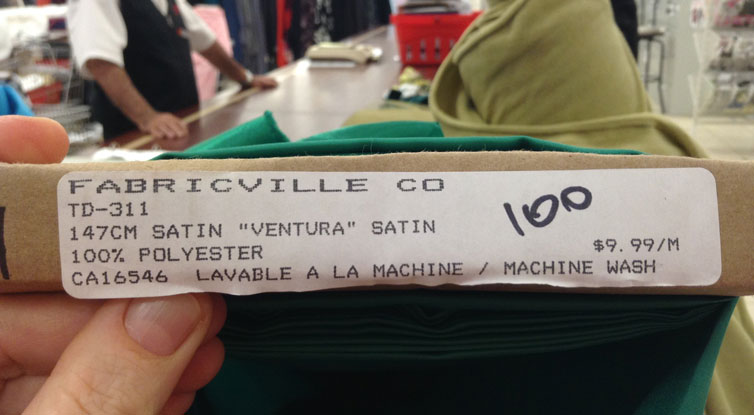 FABRICVILLE CO
TD-311
147CM SATIN "VENTURA" SATIN
100
100% POLYESTER
$9.99/M
CA16546 LAVABLE A LA MACHINE / MACHINE WASH